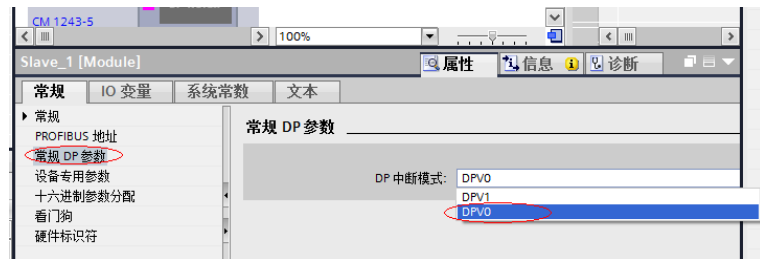 CM 1243-5
100%
Slave_1 [Module]
属性
信息
诊断
常规
IO 变量
系统常数
文本
常规
PROFIBUS 地址
常规 DP 参数
设备专用参数
十六进制参数分配
看门狗
硬件标识符
常规 DP 参数
DP 中断模式:
DPV0
DPV1
DPV0